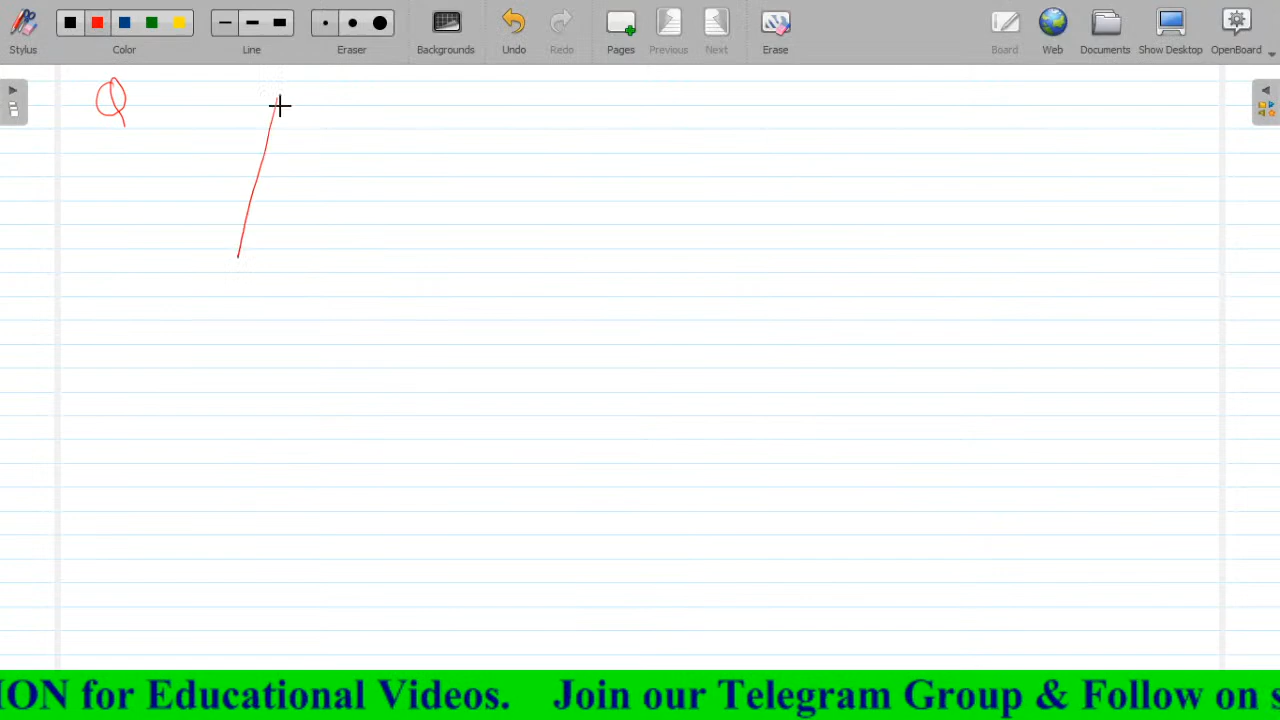 Stylus Color Line Eraser Backgrounds Undo Redo Pages Previous Next Erase Board Web Documents Show Desktop OpenBoard
Q
ION for Educational Videos. Join our Telegram Group & Follow on s